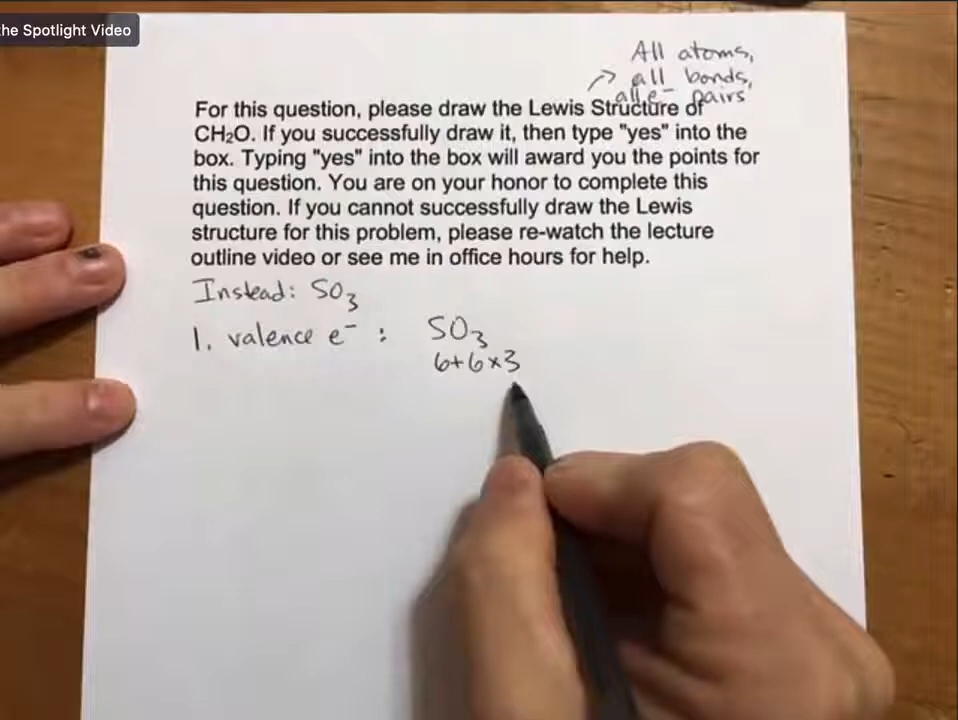 the Spotlight Video
All atoms,
→ all bonds,
all e⁻ pairs
For this question, please draw the Lewis Structure of
CH₂O. If you successfully draw it, then type "yes" into the
box. Typing "yes" into the box will award you the points for
this question. You are on your honor to complete this
question. If you cannot successfully draw the Lewis
structure for this problem, please re-watch the lecture
outline video or see me in office hours for help.
Instead: SO₃
1. valence e⁻ : SO₃
6+6×3